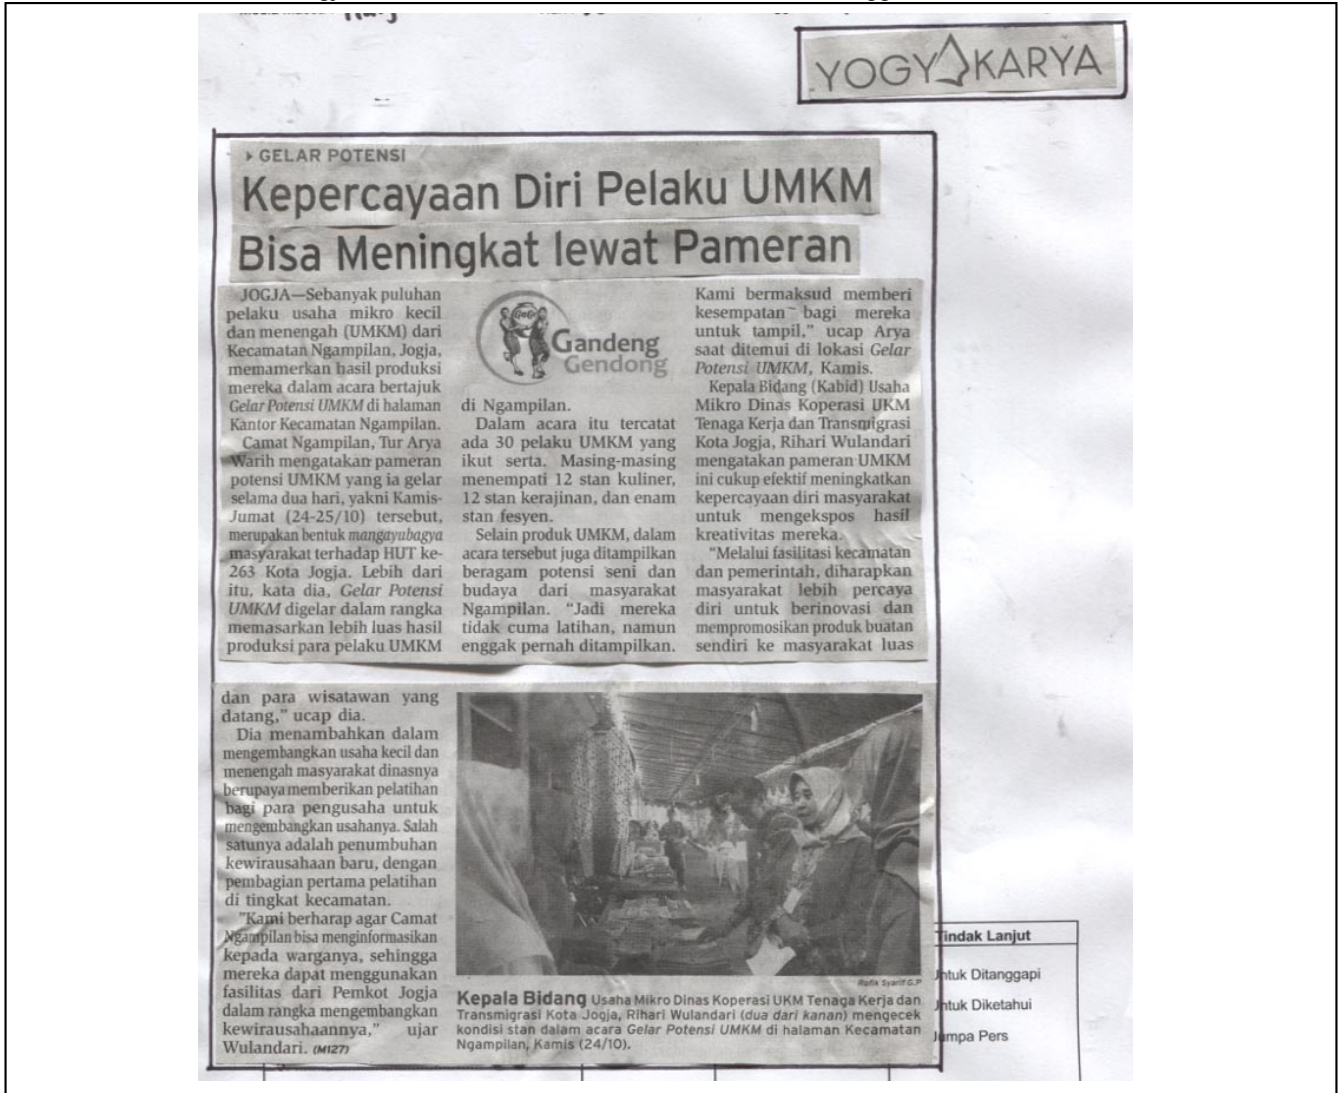 YOGYAKARYA
GELAR POTENSI
Kepercayaan Diri Pelaku UMKM
Bisa Meningkat lewat Pameran
JOGJA—Sebanyak puluhan
pelaku usaha mikro kecil
dan menengah (UMKM) dari
Kecamatan Ngampilan, Jogja,
memamerkan hasil produksi
mereka dalam acara bertajuk
Gelar Potensi UMKM di halaman
Kantor Kecamatan Ngampilan.
Camat Ngampilan, Tur Arya
Warih mengatakan pameran
potensi UMKM yang ia gelar
selama dua hari, yakni Kamis-
Jumat (24-25/10) tersebut,
merupakan bentuk mangayubagya
masyarakat terhadap HUT ke-
263 Kota Jogja. Lebih dari
itu, kata dia, Gelar Potensi
UMKM digelar dalam rangka
memasarkan lebih luas hasil
produksi para pelaku UMKM
GaGe
Gandeng
Gendong
di Ngampilan.
Dalam acara itu tercatat
ada 30 pelaku UMKM yang
ikut serta. Masing-masing
menempati 12 stan kuliner,
12 stan kerajinan, dan enam
stan fesyen.
Selain produk UMKM, dalam
acara tersebut juga ditampilkan
beragam potensi seni dan
budaya dari masyarakat
Ngampilan. “Jadi mereka
tidak cuma latihan, namun
enggak pernah ditampilkan.
Kami bermaksud memberi
kesempatan bagi mereka
untuk tampil,” ucap Arya
saat ditemui di lokasi Gelar
Potensi UMKM, Kamis.
Kepala Bidang (Kabid) Usaha
Mikro Dinas Koperasi UKM
Tenaga Kerja dan Transmigrasi
Kota Jogja, Rihari Wulandari
mengatakan pameran UMKM
ini cukup efektif meningkatkan
kepercayaan diri masyarakat
untuk mengekspos hasil
kreativitas mereka.
“Melalui fasilitasi kecamatan
dan pemerintah, diharapkan
masyarakat lebih percaya
diri untuk berinovasi dan
mempromosikan produk buatan
sendiri ke masyarakat luas
dan para wisatawan yang
datang,” ucap dia.
Dia menambahkan dalam
mengembangkan usaha kecil dan
menengah masyarakat dinasnya
berupaya memberikan pelatihan
bagi para pengusaha untuk
mengembangkan usahanya. Salah
satunya adalah penumbuhan
kewirausahaan baru, dengan
pembagian pertama pelatihan
di tingkat kecamatan.
”Kami berharap agar Camat
Ngampilan bisa menginformasikan
kepada warganya, sehingga
mereka dapat menggunakan
fasilitas dari Pemkot Jogja
dalam rangka mengembangkan
kewirausahaannya,” ujar
Wulandari. (M127)
Rafik Syarif G.P
Kepala Bidang Usaha Mikro Dinas Koperasi UKM Tenaga Kerja dan
Transmigrasi Kota Jogja, Rihari Wulandari (dua dari kanan) mengecek
kondisi stan dalam acara Gelar Potensi UMKM di halaman Kecamatan
Ngampilan, Kamis (24/10).
Tindak Lanjut
Untuk Ditanggapi
Untuk Diketahui
Jumpa Pers